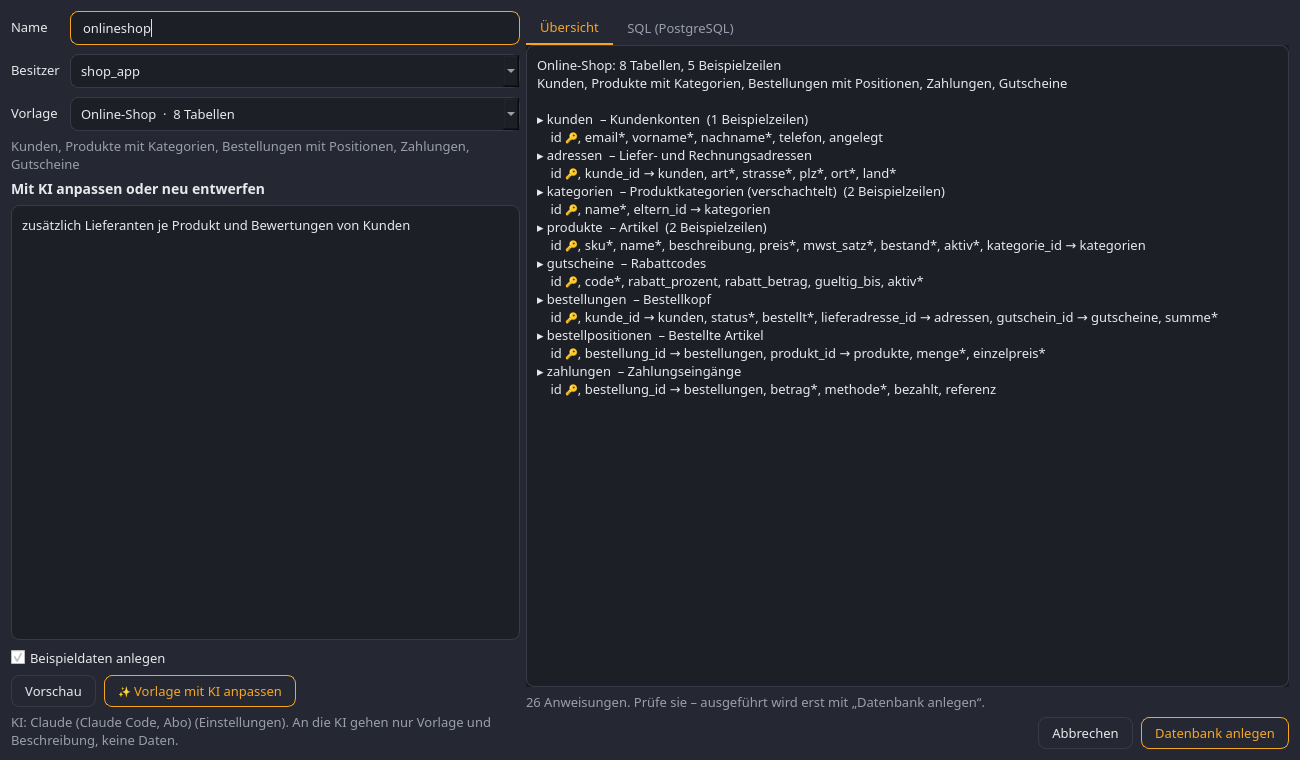 Name
onlineshop
Besitzer
shop_app
Vorlage
Online-Shop · 8 Tabellen
Kunden, Produkte mit Kategorien, Bestellungen mit Positionen, Zahlungen,
Gutscheine
Mit KI anpassen oder neu entwerfen
zusätzlich Lieferanten je Produkt und Bewertungen von Kunden
Beispieldaten anlegen
Vorschau
✨ Vorlage mit KI anpassen
KI: Claude (Claude Code, Abo) (Einstellungen). An die KI gehen nur Vorlage und
Beschreibung, keine Daten.
Übersicht
SQL (PostgreSQL)
Online-Shop: 8 Tabellen, 5 Beispielzeilen
Kunden, Produkte mit Kategorien, Bestellungen mit Positionen, Zahlungen, Gutscheine
▸ kunden – Kundenkonten (1 Beispielzeilen)
id 🔑, email*, vorname*, nachname*, telefon, angelegt
▸ adressen – Liefer- und Rechnungsadressen
id 🔑, kunde_id → kunden, art*, strasse*, plz*, ort*, land*
▸ kategorien – Produktkategorien (verschachtelt) (2 Beispielzeilen)
id 🔑, name*, eltern_id → kategorien
▸ produkte – Artikel (2 Beispielzeilen)
id 🔑, sku*, name*, beschreibung, preis*, mwst_satz*, bestand*, aktiv*, kategorie_id → kategorien
▸ gutscheine – Rabattcodes
id 🔑, code*, rabatt_prozent, rabatt_betrag, gueltig_bis, aktiv*
▸ bestellungen – Bestellkopf
id 🔑, kunde_id → kunden, status*, bestellt*, lieferadresse_id → adressen, gutschein_id → gutscheine, summe*
▸ bestellpositionen – Bestellte Artikel
id 🔑, bestellung_id → bestellungen, produkt_id → produkte, menge*, einzelpreis*
▸ zahlungen – Zahlungseingänge
id 🔑, bestellung_id → bestellungen, betrag*, methode*, bezahlt, referenz
26 Anweisungen. Prüfe sie – ausgeführt wird erst mit „Datenbank anlegen“.
Abbrechen
Datenbank anlegen